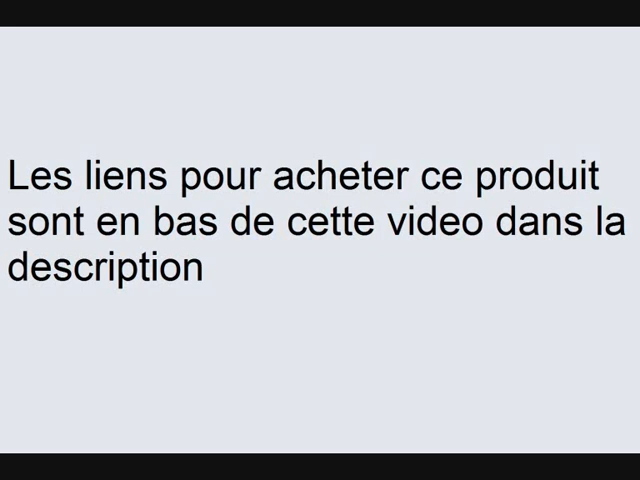 Les liens pour acheter ce produit
sont en bas de cette video dans la
description